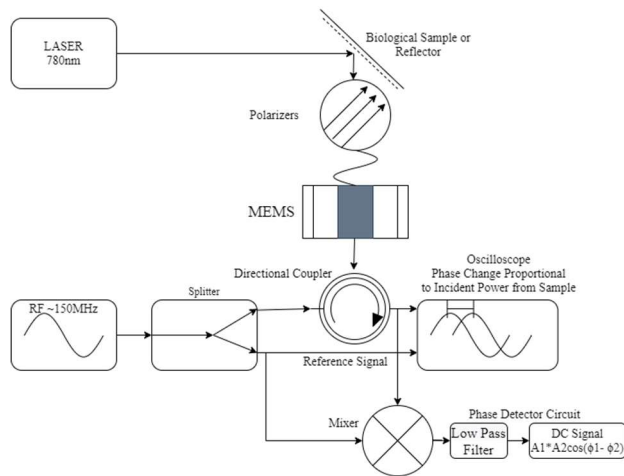 LASER
780nm
Biological Sample or
Reflector
Polarizers
MEMS
Directional Coupler
Oscilloscope
Phase Change Proportional
to Incident Power from Sample
RF ~150MHz
Splitter
Reference Signal
Mixer
Phase Detector Circuit
Low Pass
Filter
DC Signal
A1*A2cos(ϕ1- ϕ2)